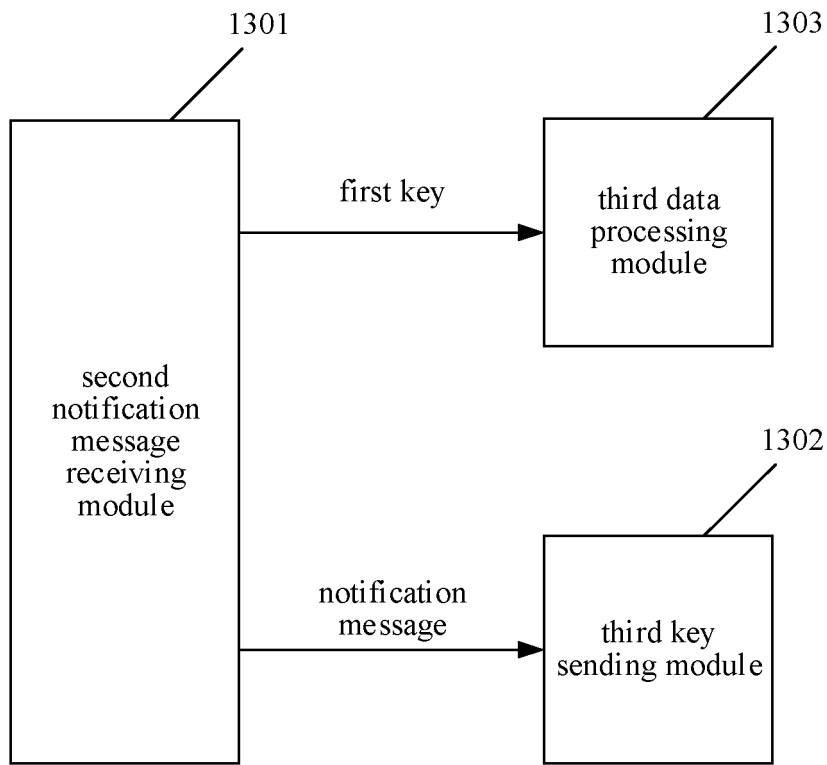 1301
1303
first key
third data
processing
module
second
notification
message
receiving
module
1302
notification
message
third key
sending module